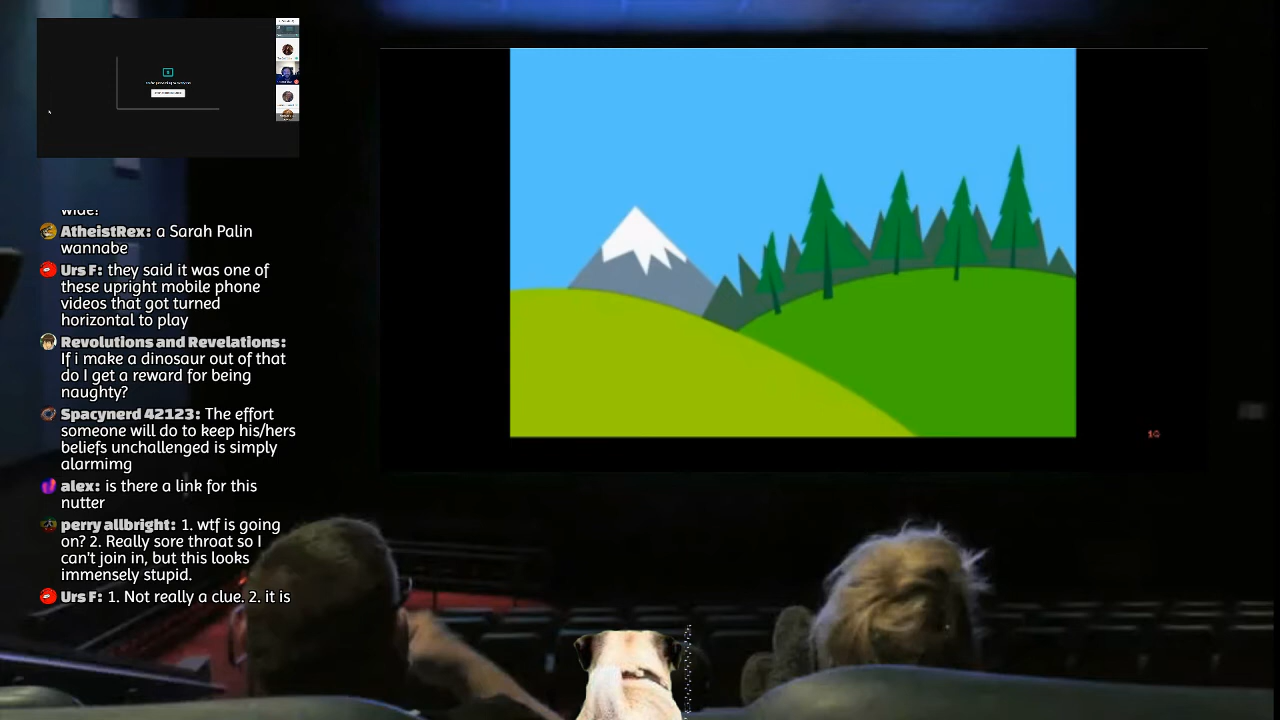 wide?
AtheistRex: a Sarah Palin
wannabe
Urs F: they said it was one of
these upright mobile phone
videos that got turned
horizontal to play
Revolutions and Revelations:
If i make a dinosaur out of that
do I get a reward for being
naughty?
Spacynerd 42123: The effort
someone will do to keep his/hers
beliefs unchallenged is simply
alarmimg
alex: is there a link for this
nutter
perry allbright: 1. wtf is going
on? 2. Really sore throat so I
can't join in, but this looks
immensely stupid.
Urs F: 1. Not really a clue. 2. it is